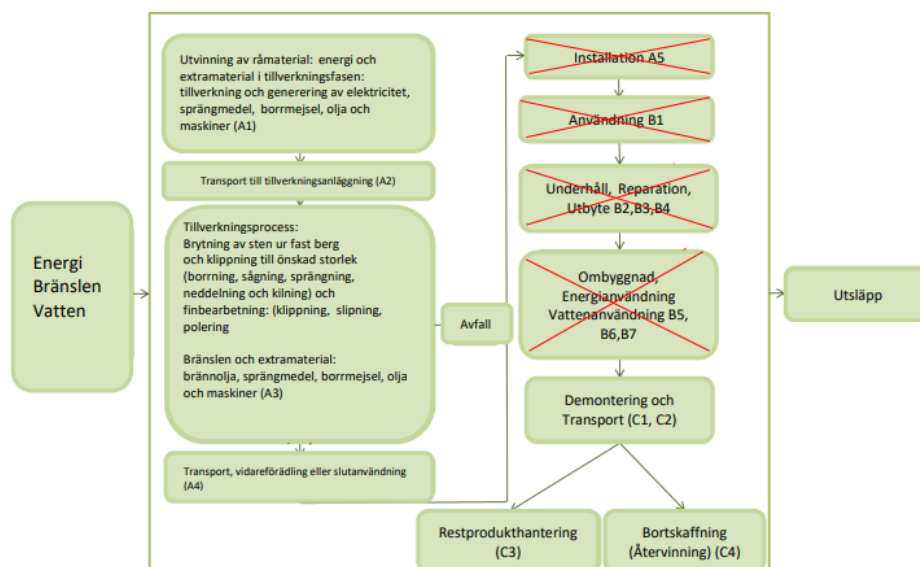 Energi
Bränslen
Vatten
Utvinning av råmaterial: energi och
extramaterial i tillverkningsfasen:
tillverkning och generering av elektricitet,
sprängmedel, borrmejsel, olja och
maskiner (A1)
Transport till tillverkningsanläggning (A2)
Tillverkningsprocess:
Brytning av sten ur fast berg
och klippning till önskad storlek
(borrning, sågning, sprängning,
neddelning och kilning) och
finbearbetning: (klippning, slipning,
polering
Bränslen och extramaterial:
brännolja, sprängmedel, borrmejsel, olja
och maskiner (A3)
Transport, vidareförädling eller slutanvändning
(A4)
Avfall
Installation A5
Användning B1
Underhåll, Reparation,
Utbyte B2,B3,B4
Ombyggnad,
Energianvändning
Vattenanvändning B5,
B6,B7
Demontering och
Transport (C1, C2)
Restprodukthantering
(C3)
Bortskaffning
(Återvinning) (C4)
Utsläpp